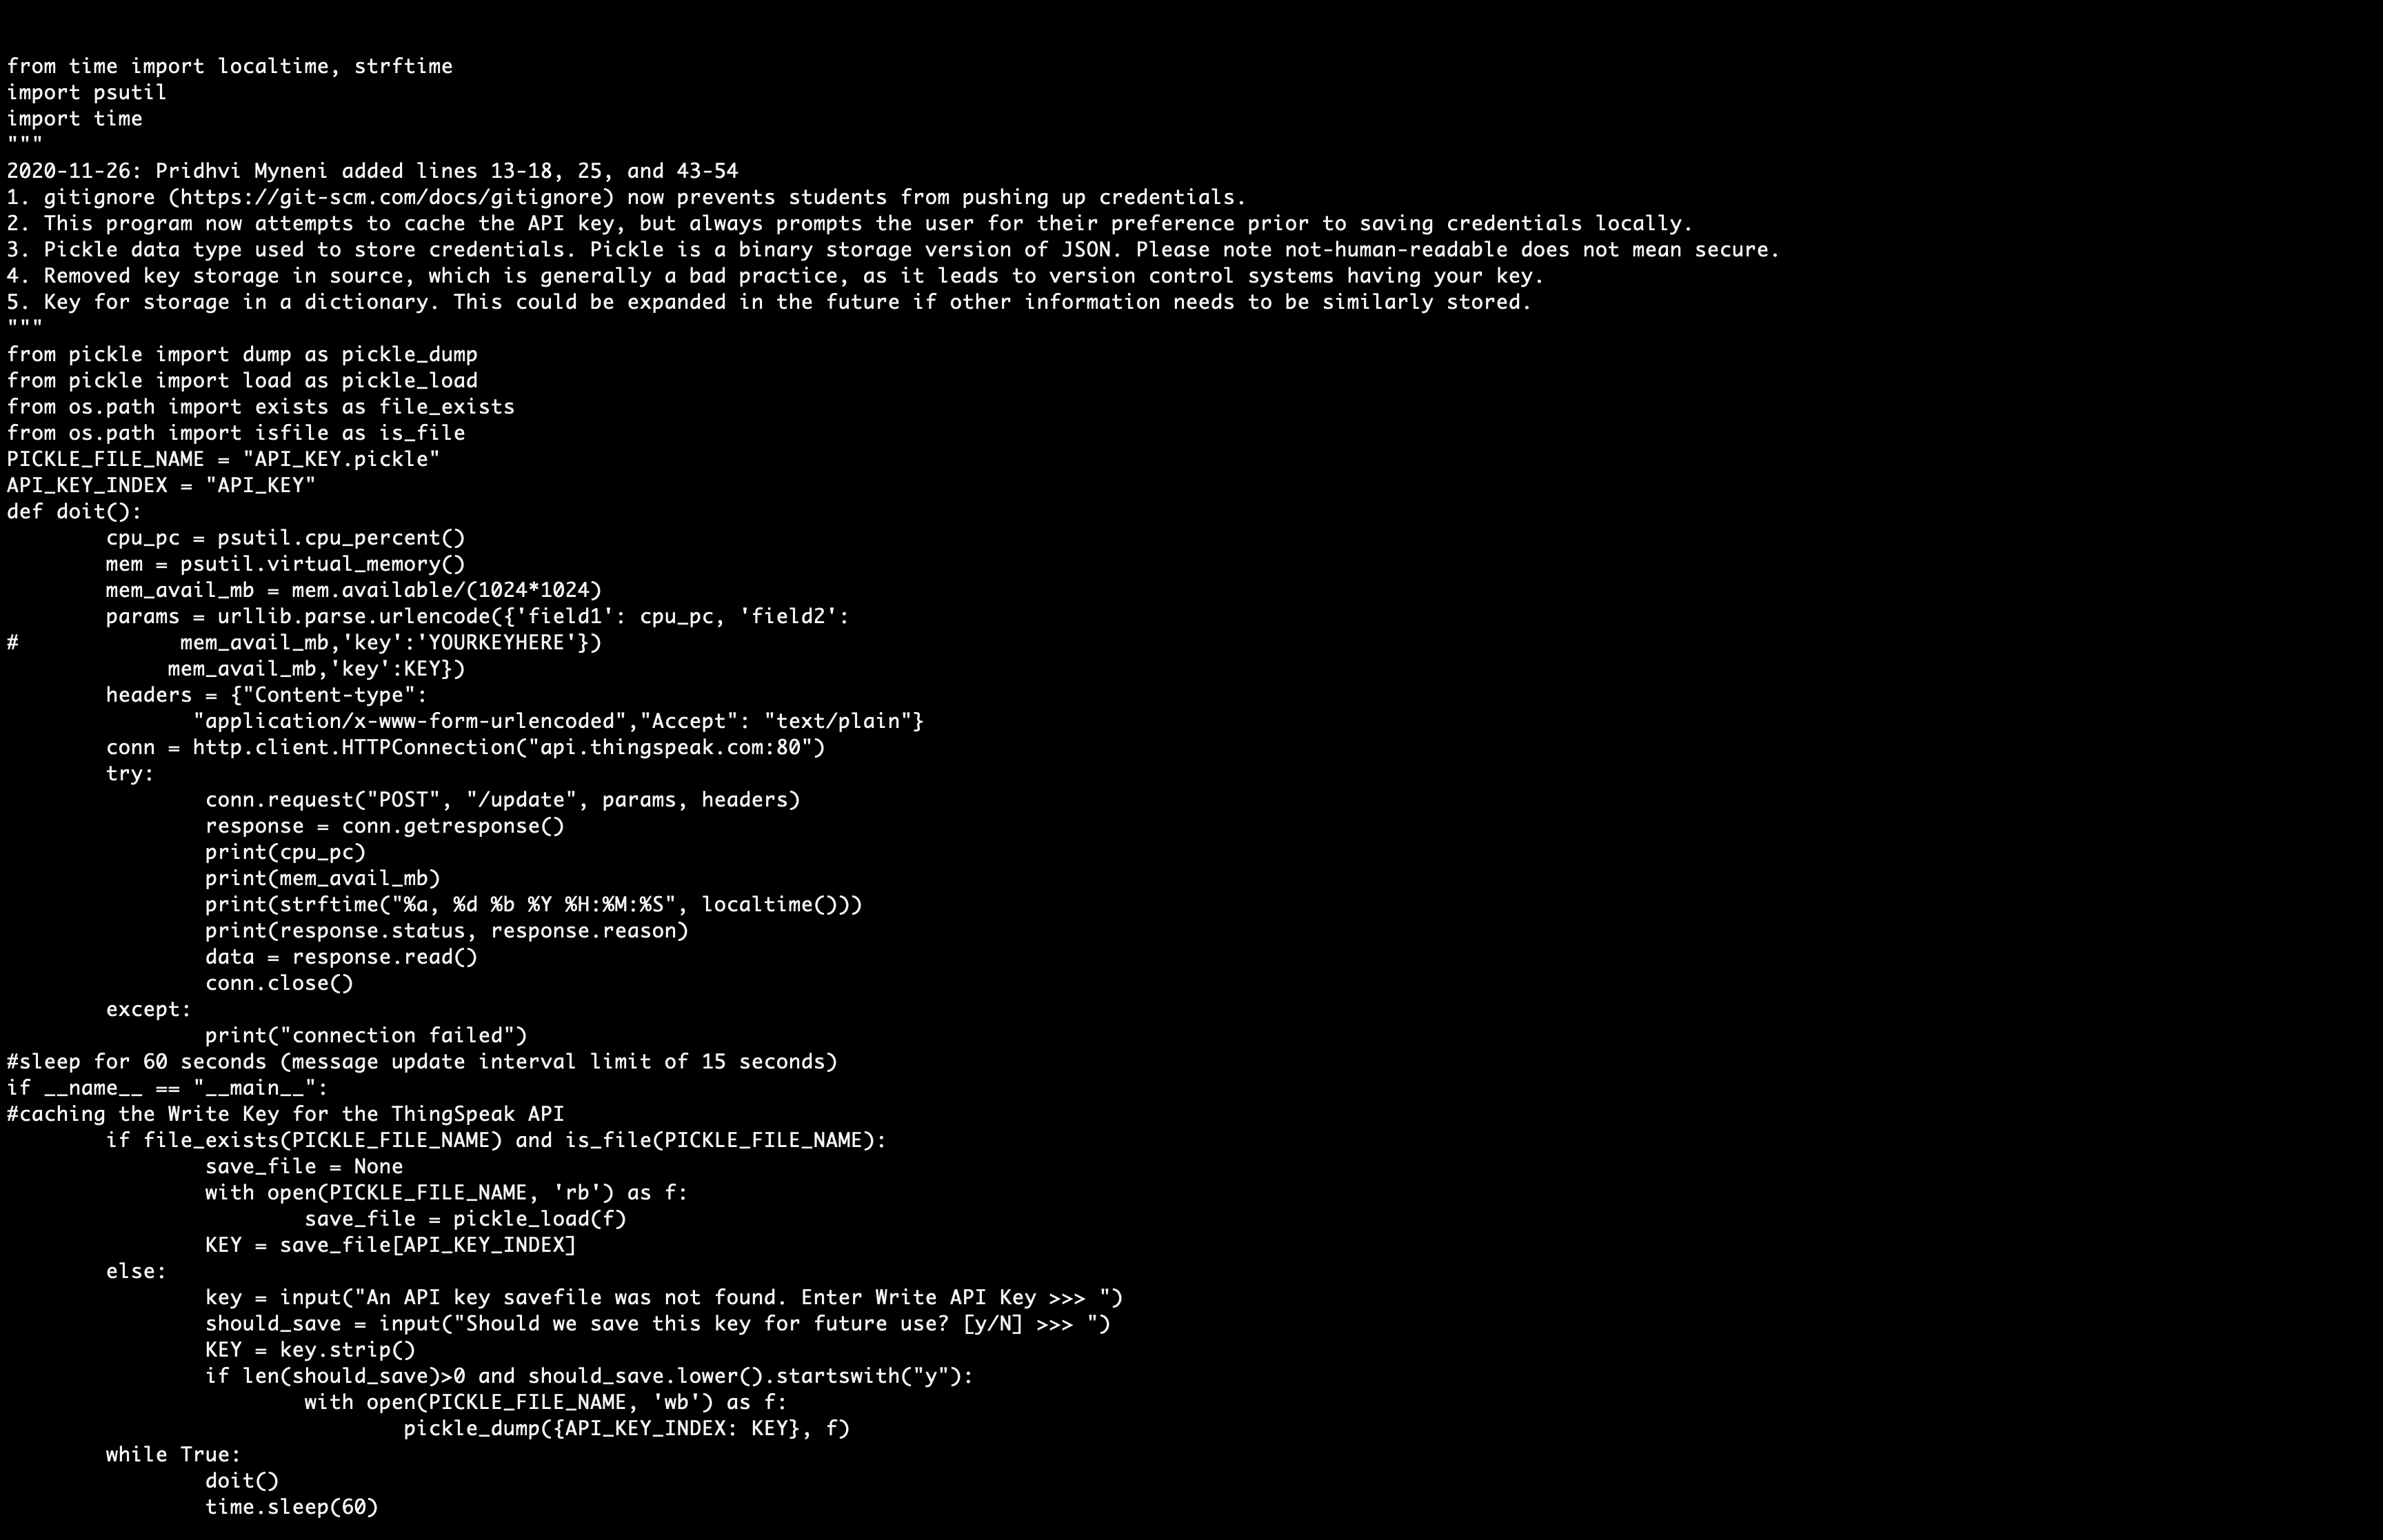 from time import localtime, strftime
import psutil
import time
"""
2020-11-26: Pridhvi Myneni added lines 13-18, 25, and 43-54
1. gitignore (https://git-scm.com/docs/gitignore) now prevents students from pushing up credentials.
2. This program now attempts to cache the API key, but always prompts the user for their preference prior to saving credentials locally.
3. Pickle data type used to store credentials. Pickle is a binary storage version of JSON. Please note not-human-readable does not mean secure.
4. Removed key storage in source, which is generally a bad practice, as it leads to version control systems having your key.
5. Key for storage in a dictionary. This could be expanded in the future if other information needs to be similarly stored.
"""
from pickle import dump as pickle_dump
from pickle import load as pickle_load
from os.path import exists as file_exists
from os.path import isfile as is_file
PICKLE_FILE_NAME = "API_KEY.pickle"
API_KEY_INDEX = "API_KEY"
def doit():
        cpu_pc = psutil.cpu_percent()
        mem = psutil.virtual_memory()
        mem_avail_mb = mem.available/(1024*1024)
        params = urllib.parse.urlencode({'field1': cpu_pc, 'field2':
#             mem_avail_mb,'key':'YOURKEYHERE'})
             mem_avail_mb,'key':KEY})
        headers = {"Content-type":
               "application/x-www-form-urlencoded","Accept": "text/plain"}
        conn = http.client.HTTPConnection("api.thingspeak.com:80")
        try:
                conn.request("POST", "/update", params, headers)
                response = conn.getresponse()
                print(cpu_pc)
                print(mem_avail_mb)
                print(strftime("%a, %d %b %Y %H:%M:%S", localtime()))
                print(response.status, response.reason)
                data = response.read()
                conn.close()
        except:
                print("connection failed")
#sleep for 60 seconds (message update interval limit of 15 seconds)
if __name__ == "__main__":
#caching the Write Key for the ThingSpeak API
        if file_exists(PICKLE_FILE_NAME) and is_file(PICKLE_FILE_NAME):
                save_file = None
                with open(PICKLE_FILE_NAME, 'rb') as f:
                        save_file = pickle_load(f)
                KEY = save_file[API_KEY_INDEX]
        else:
                key = input("An API key savefile was not found. Enter Write API Key >>> ")
                should_save = input("Should we save this key for future use? [y/N] >>> ")
                KEY = key.strip()
                if len(should_save)>0 and should_save.lower().startswith("y"):
                        with open(PICKLE_FILE_NAME, 'wb') as f:
                                pickle_dump({API_KEY_INDEX: KEY}, f)
        while True:
                doit()
                time.sleep(60)